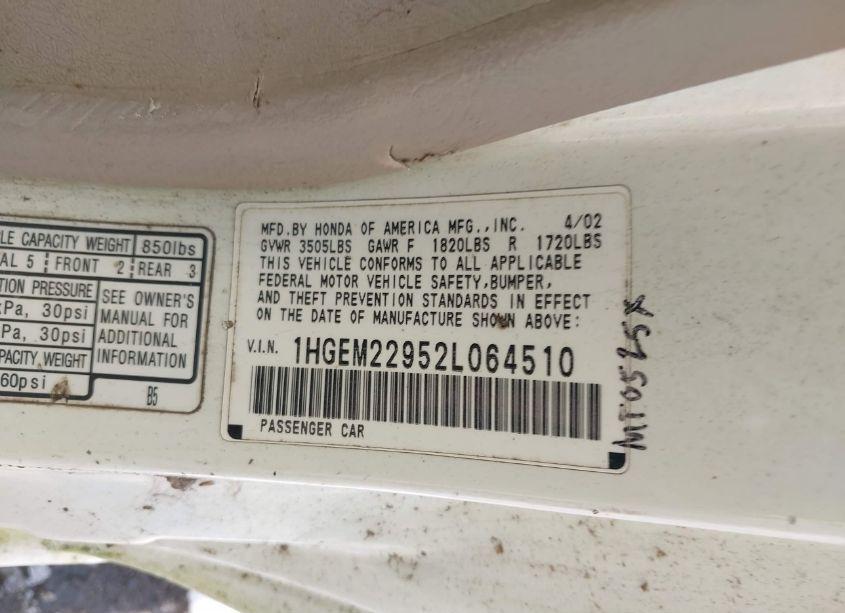 LE CAPACITY WEIGHT 850lbs
AL 5 FRONT 2 REAR 3
TION PRESSURE
kPa, 30psi
Pa, 30psi
PACITY WEIGHT
60psi
SEE OWNER'S
MANUAL FOR
ADDITIONAL
INFORMATION
B5
MFD.BY HONDA OF AMERICA MFG.,INC. 4/02
GVWR 3505LBS GAWR F 1820LBS R 1720LBS
THIS VEHICLE CONFORMS TO ALL APPLICABLE
FEDERAL MOTOR VEHICLE SAFETY,BUMPER,
AND THEFT PREVENTION STANDARDS IN EFFECT
ON THE DATE OF MANUFACTURE SHOWN ABOVE:
V.I.N. 1HGEM22952L064510
PASSENGER CAR